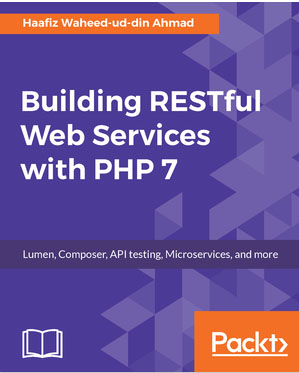 Haafiz Waheed-ud-din Ahmad
Building RESTful
Web Services
with PHP 7
Lumen, Composer, API testing, Microservices, and more
Packt>